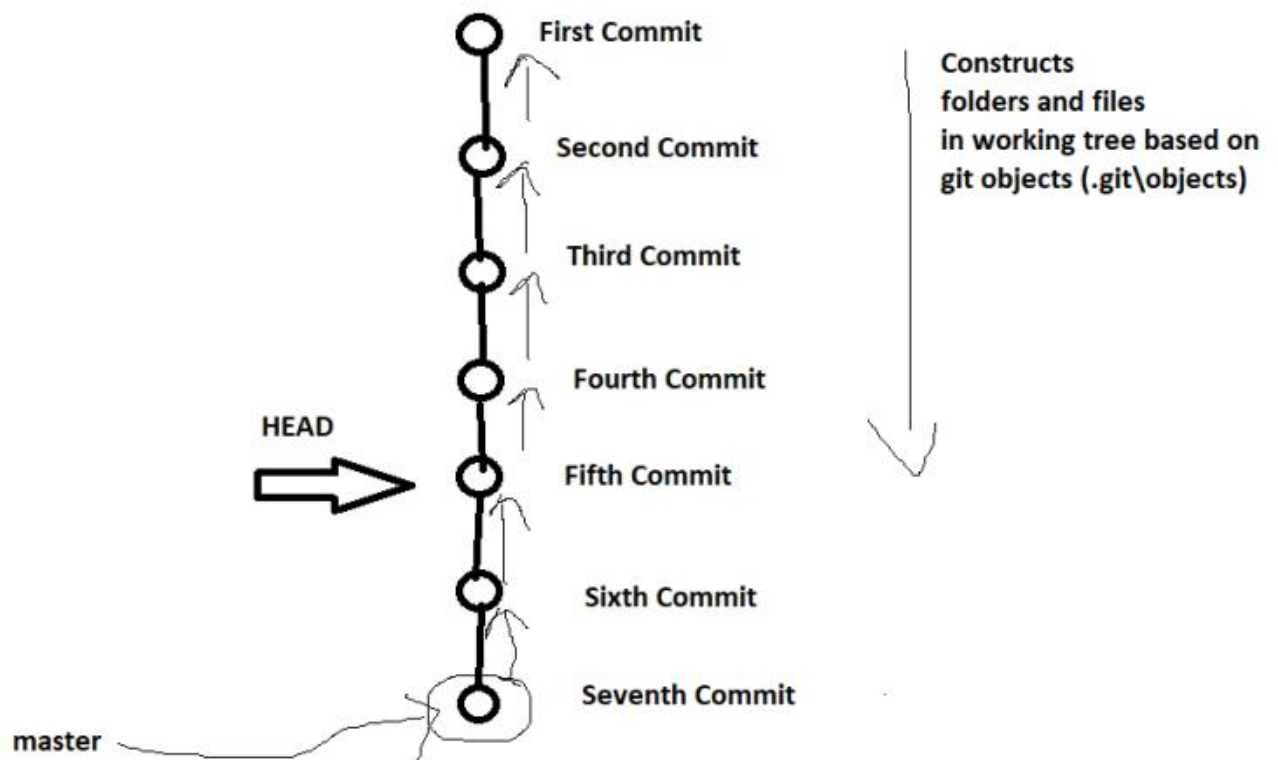 First Commit
Constructs
folders and files
in working tree based on
git objects (.git\objects)
Second Commit
Third Commit
Fourth Commit
HEAD
Fifth Commit
Sixth Commit
Seventh Commit
master